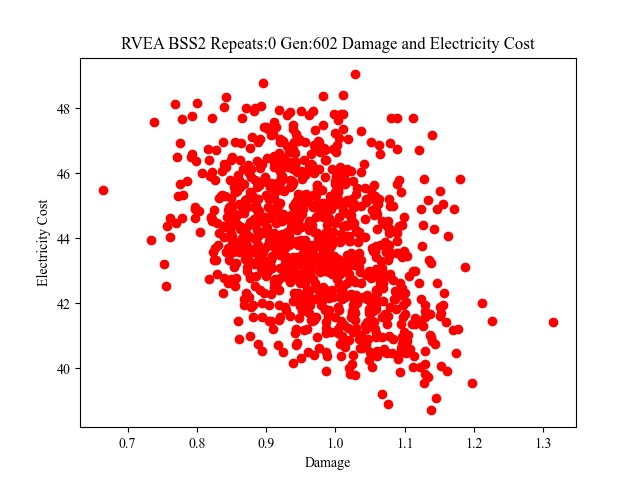 RVEA BSS2 Repeats:0 Gen:602 Damage and Electricity Cost
48
46
44
42
40
Electricity Cost
0.7 0.8 0.9 1.0 1.1 1.2 1.3
Damage